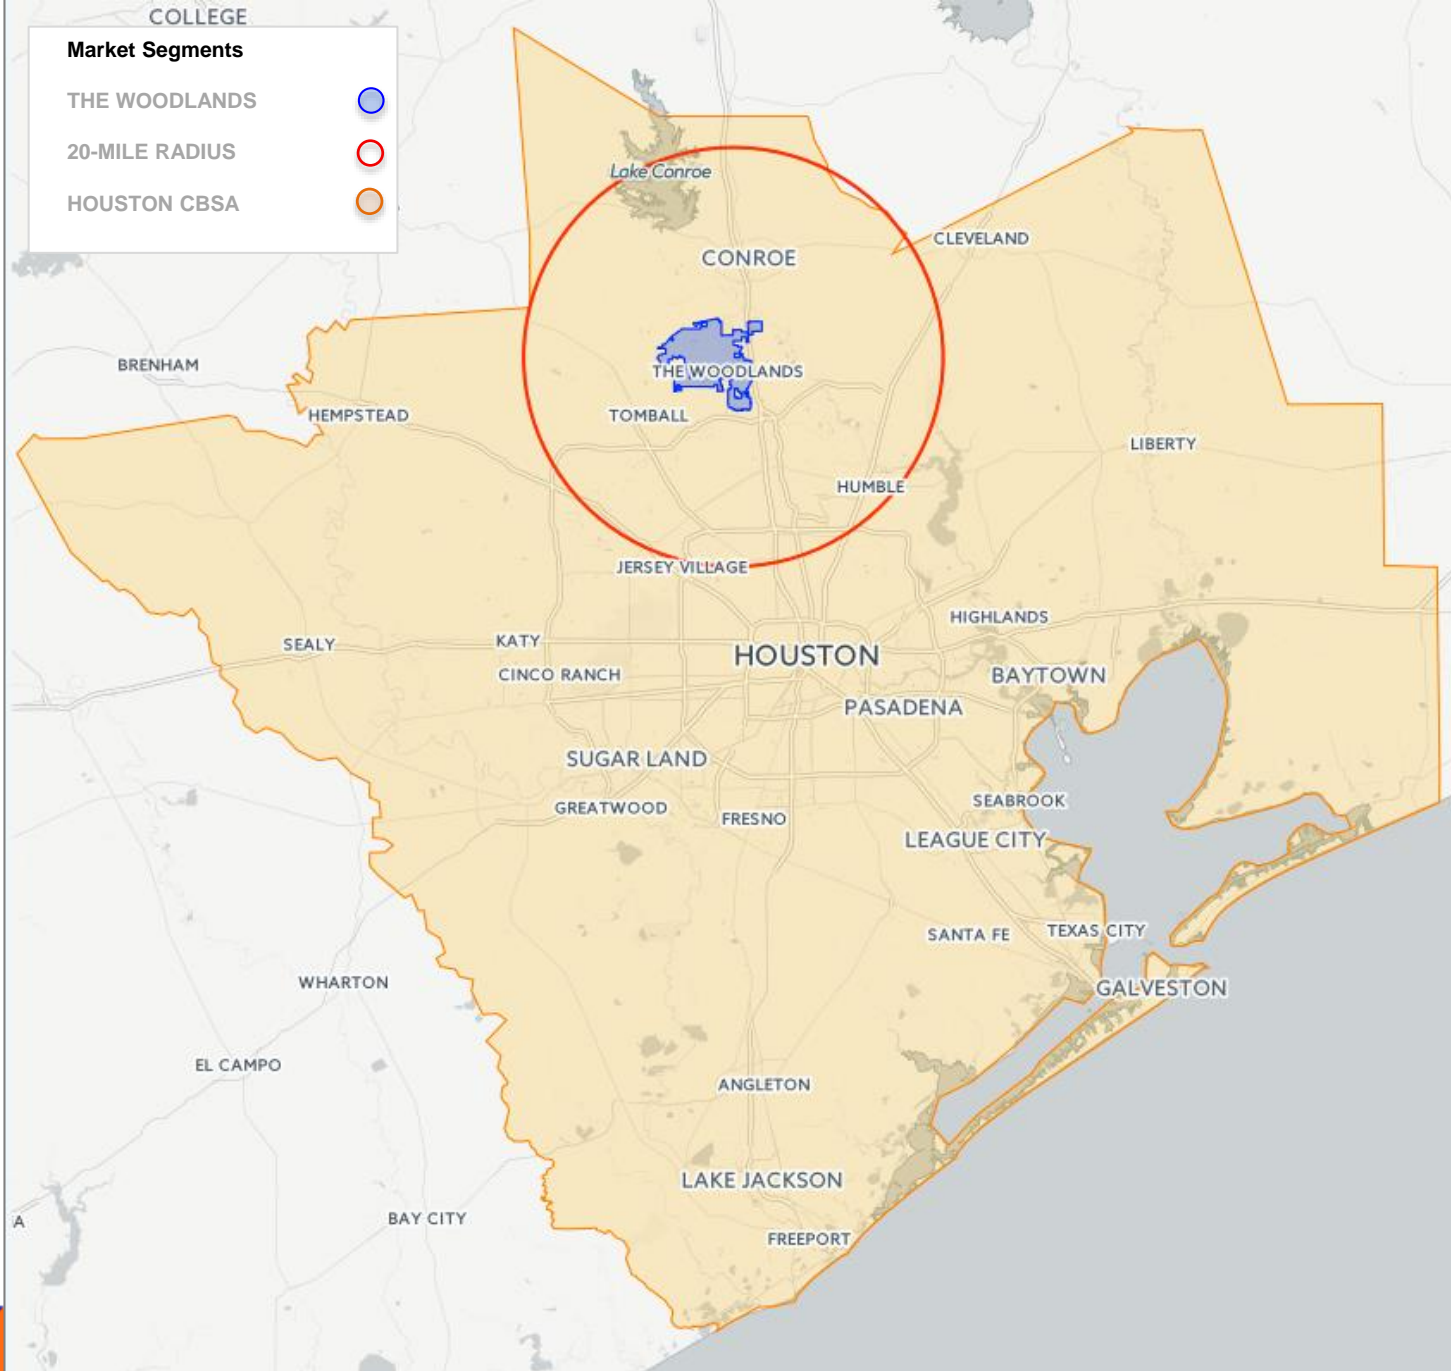 COLLEGE
Market Segments
THE WOODLANDS
20-MILE RADIUS
HOUSTON CBSA
Lake Conroe
CONROE
CLEVELAND
BRENHAM
THE WOODLANDS
HEMPSTEAD
TOMBALL
LIBERTY
HUMBLE
JERSEY VILLAGE
HIGHLANDS
SEALY
KATY
HOUSTON
CINCO RANCH
BAYTOWN
PASADENA
SUGAR LAND
SEABROOK
GREATWOOD
FRESNO
LEAGUE CITY
SANTA FE
TEXAS CITY
WHARTON
GALVESTON
EL CAMPO
ANGLETON
LAKE JACKSON
BAY CITY
FREEPORT